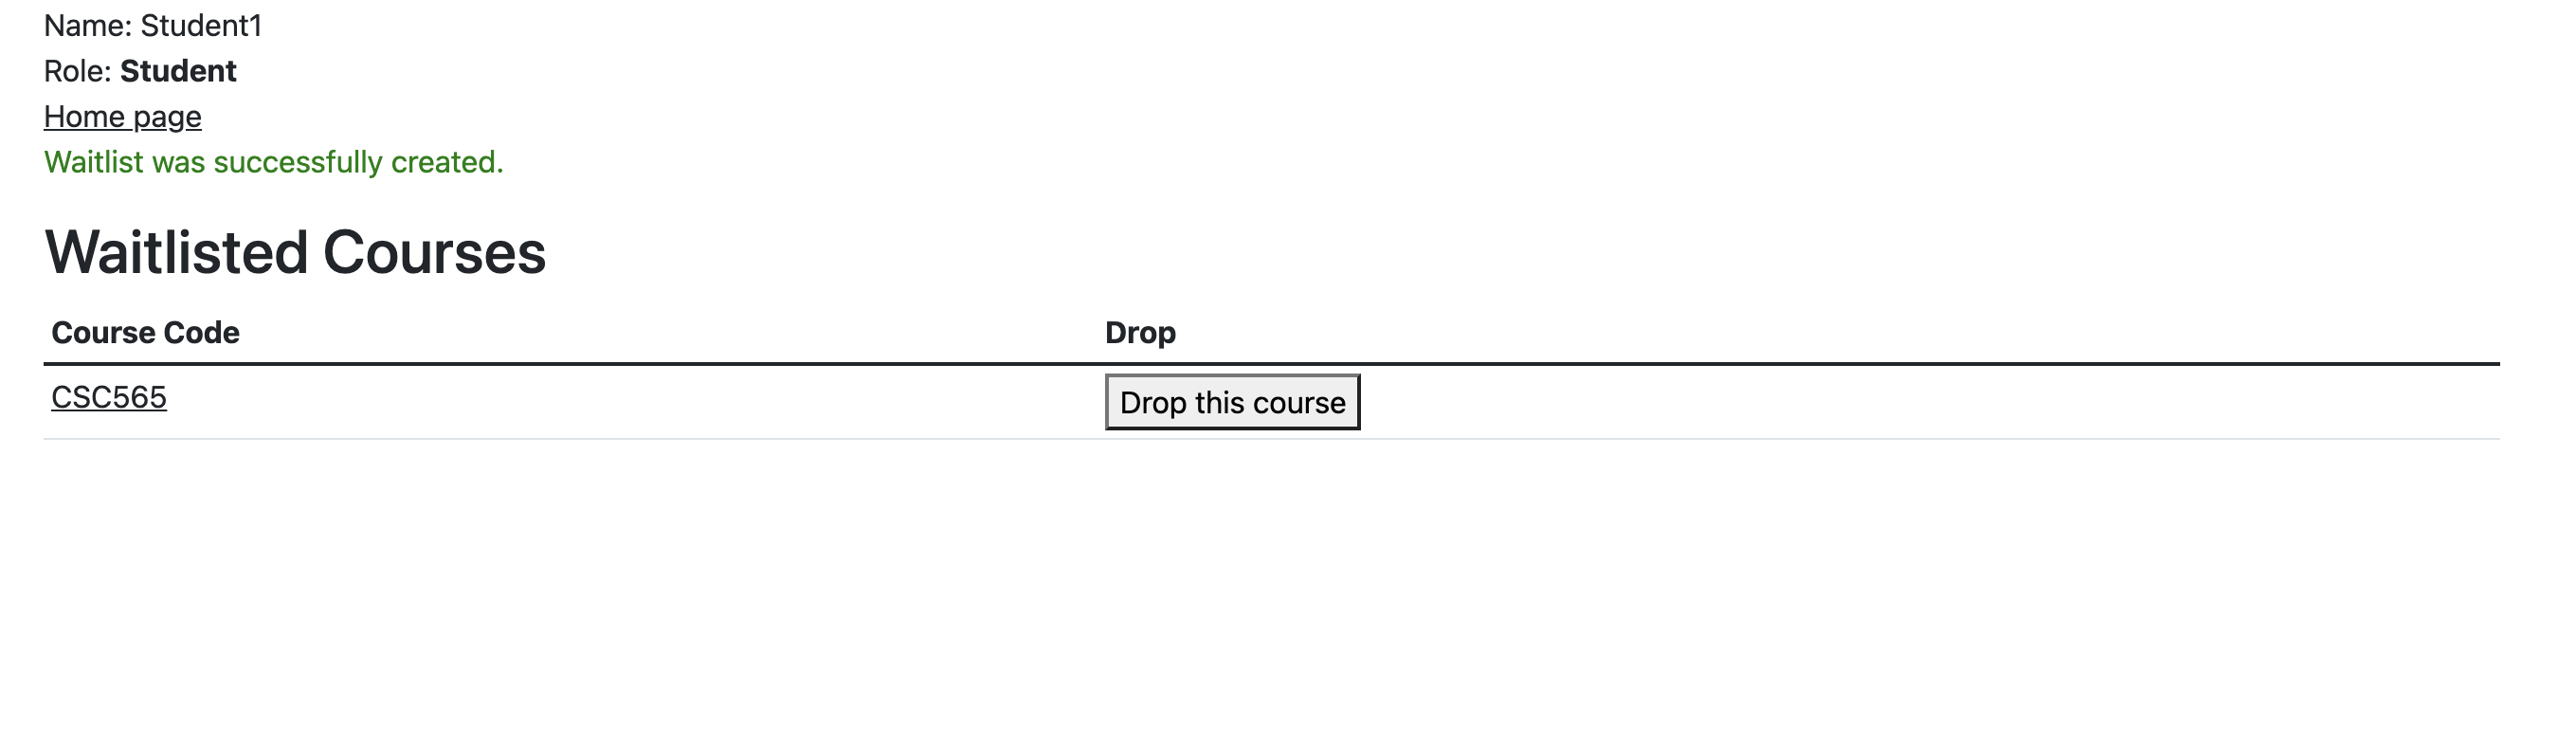 Name: Student1
Role: Student
Home page
Waitlist was successfully created.
Waitlisted Courses
Course Code Drop
CSC565 Drop this course